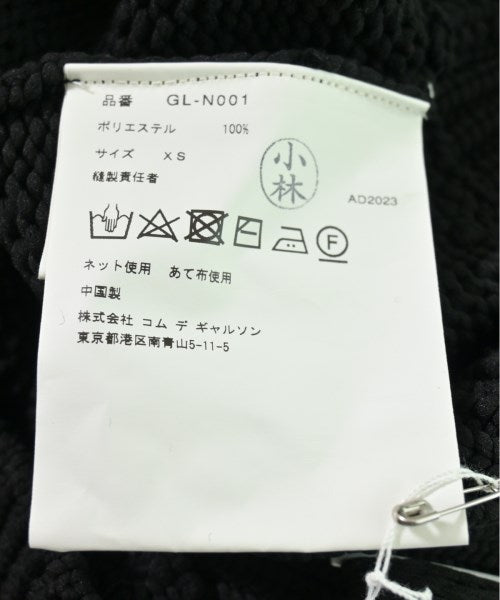 品番 GL-N001
ポリエステル 100%
サイズ XS
縫製責任者
小林
AD2023
F
ネット使用 あて布使用
中国製
株式会社 コム デ ギャルソン
東京都港区南青山5-11-5